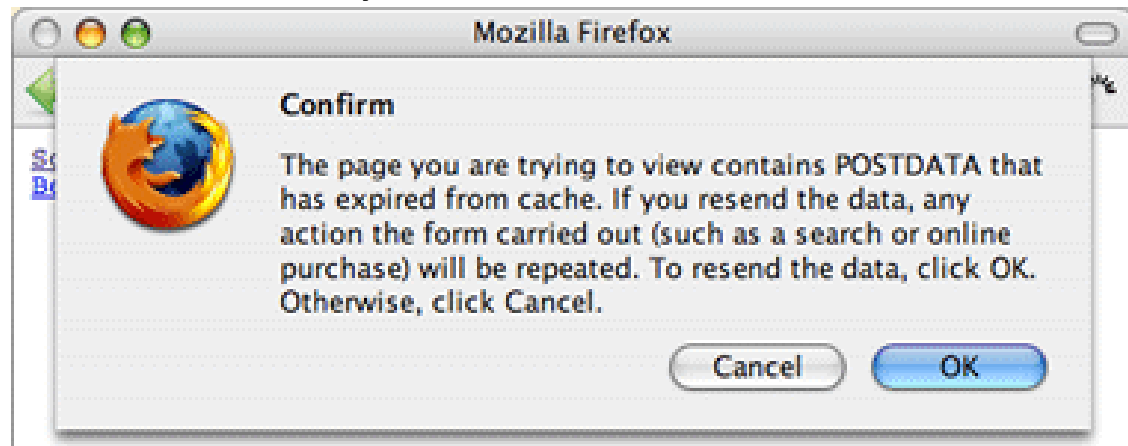 Mozilla Firefox
Confirm
The page you are trying to view contains POSTDATA that
has expired from cache. If you resend the data, any
action the form carried out (such as a search or online
purchase) will be repeated. To resend the data, click OK.
Otherwise, click Cancel.
Cancel OK